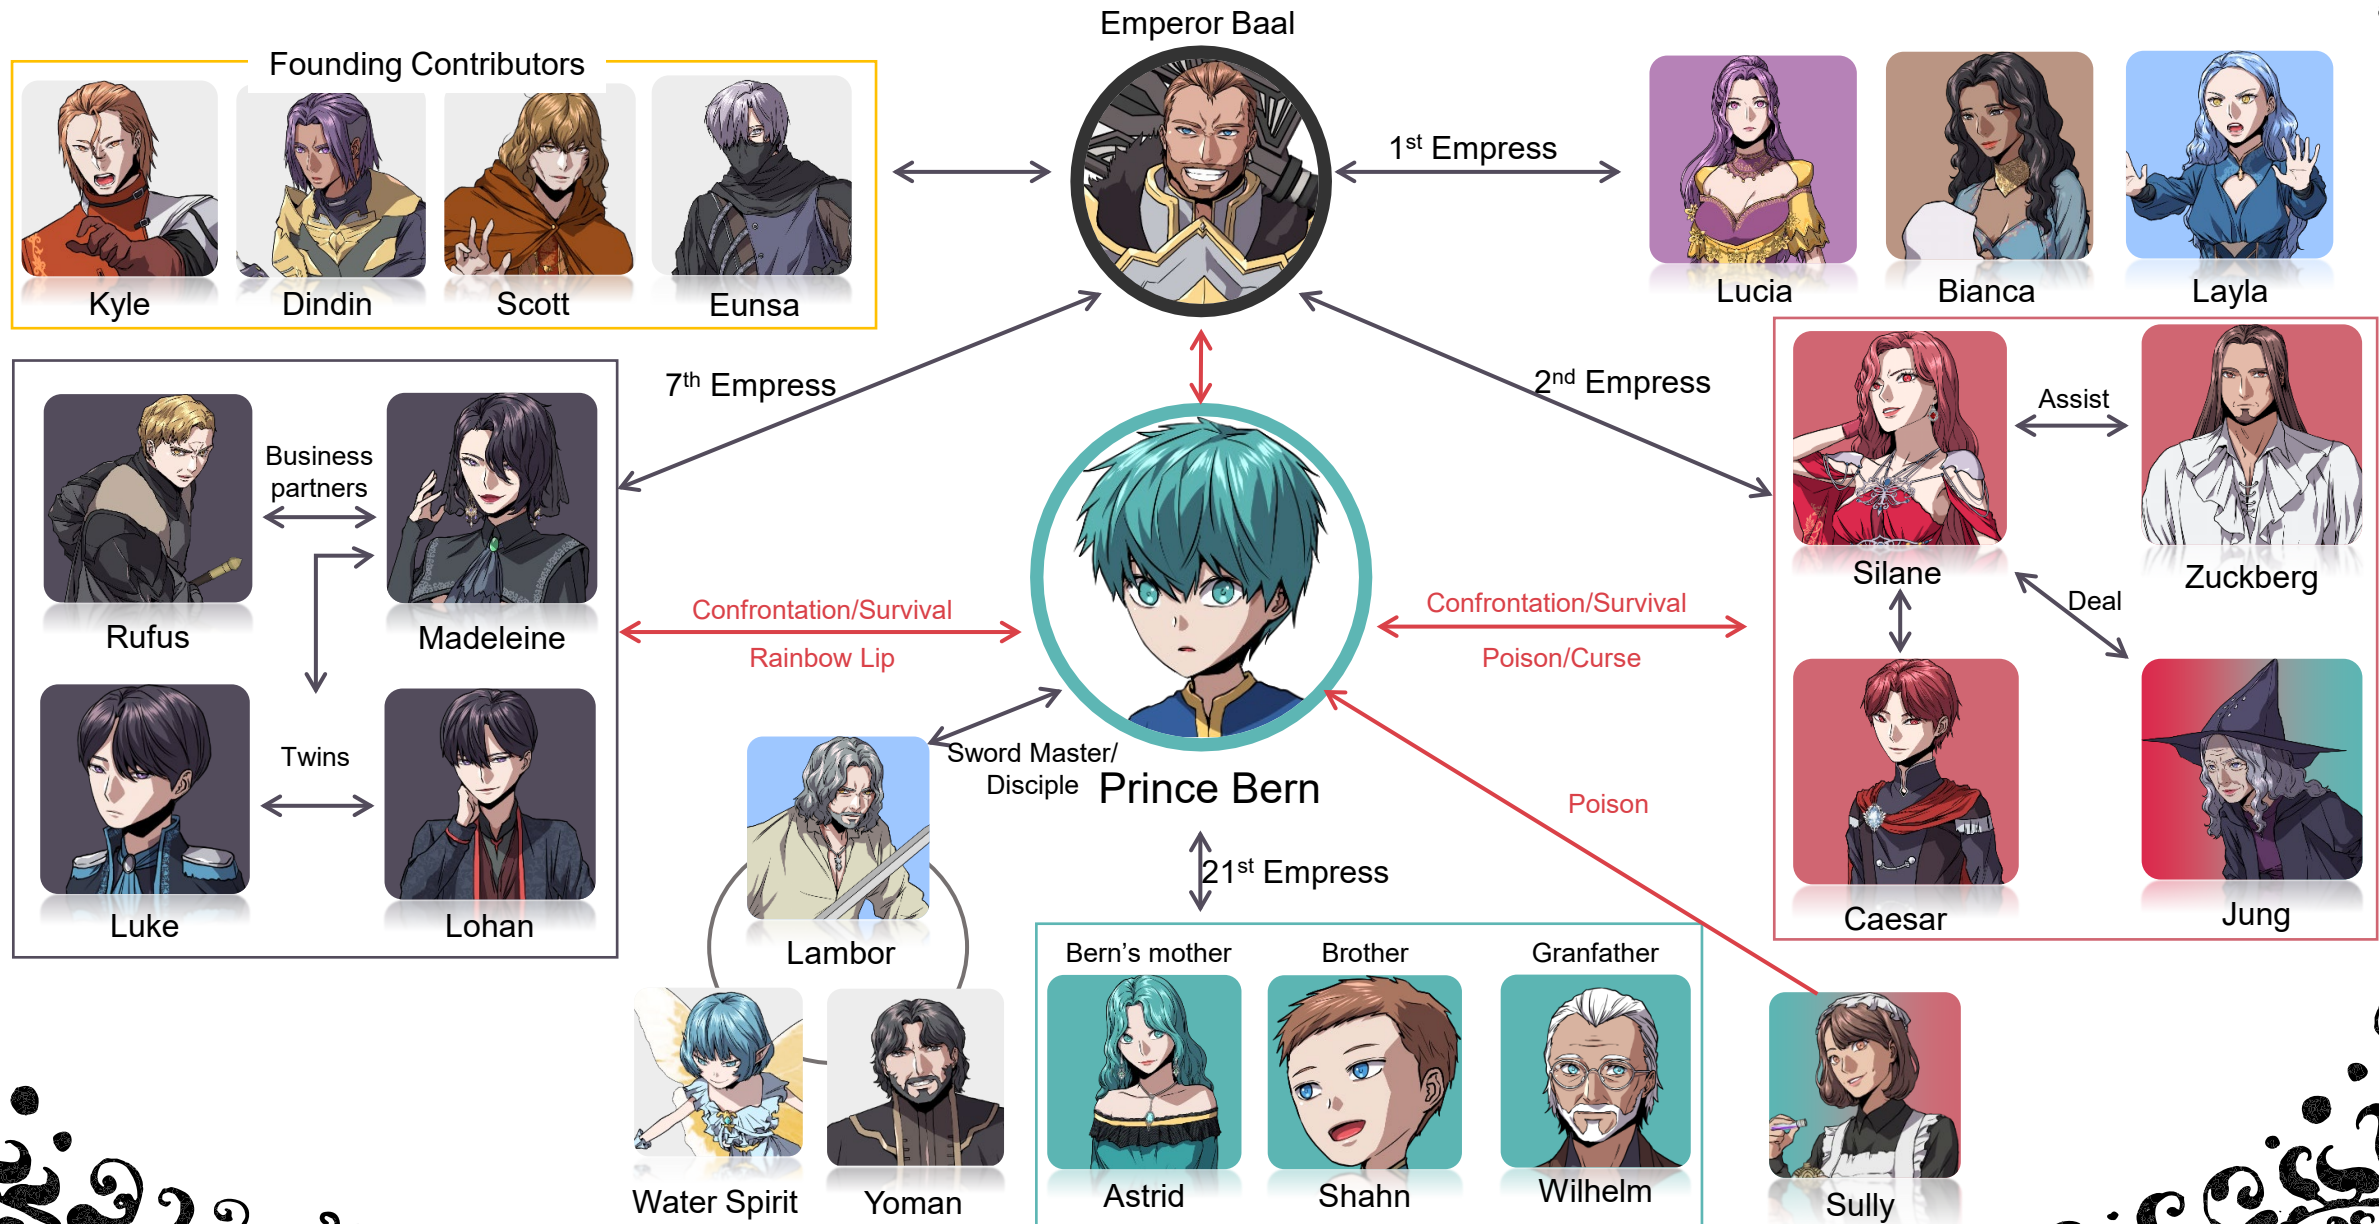 Emperor Baal
Founding Contributors
Kyle
Dindin
Scott
Eunsa
1st Empress
Lucia
Bianca
Layla
7th Empress
2nd Empress
Business
partners
Rufus
Madeleine
Twins
Luke
Lohan
Confrontation/Survival
Rainbow Lip
Confrontation/Survival
Poison/Curse
Assist
Silane
Zuckberg
Deal
Caesar
Jung
Sword Master/
Disciple
Prince Bern
Poison
Lambor
21st Empress
Water Spirit
Yoman
Bern’s mother
Brother
Granfather
Astrid
Shahn
Wilhelm
Sully